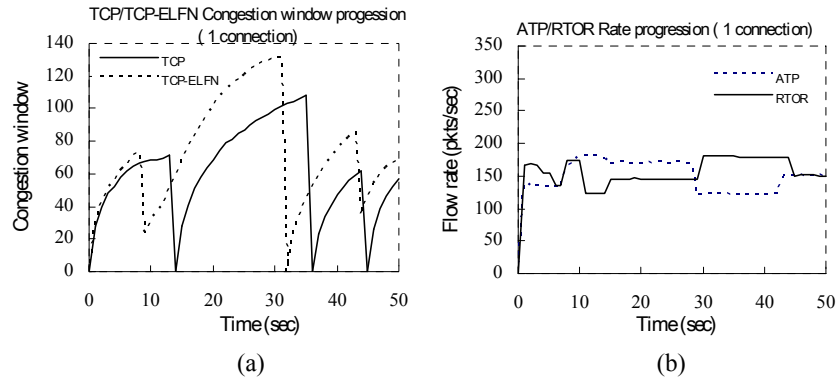 TCP/TCP-ELFN Congestion window progession
( 1 connection)
140
120
100
80
60
40
20
0
Congestion window
TCP
TCP-ELFN
0
10
20
30
40
50
Time (sec)
(a)
ATP/RTOR Rate progression ( 1 connection)
350
300
250
200
150
100
50
0
Flow rate (pkts/sec)
ATP
RTOR
0
10
20
30
40
50
Time (sec)
(b)